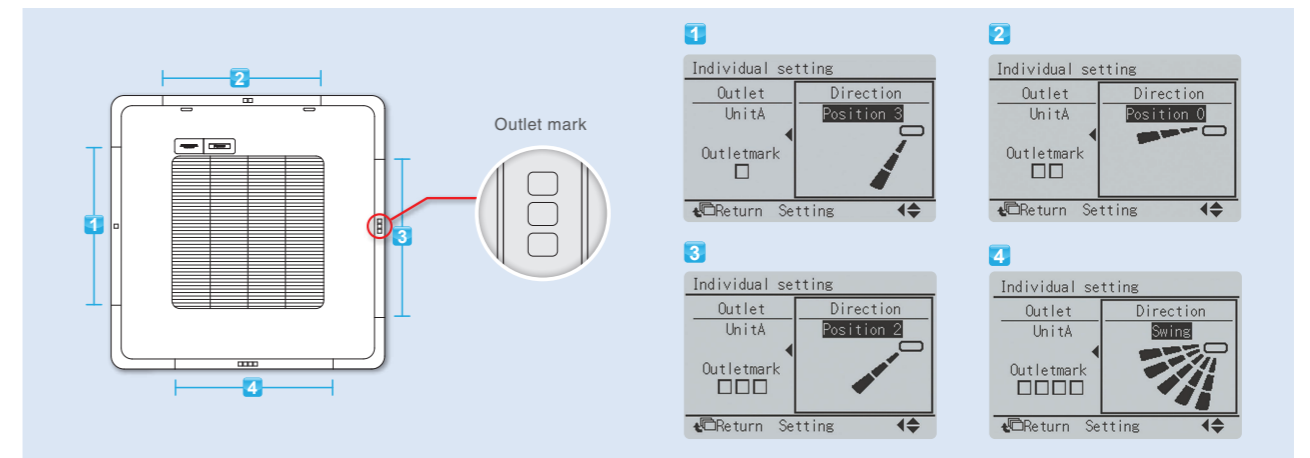 2
1
3
4
Outlet mark
1
Individual setting
Outlet Direction
UnitA Position 3
Outletmark
Return Setting
2
Individual setting
Outlet Direction
UnitA Position 0
Outletmark
Return Setting
3
Individual setting
Outlet Direction
UnitA Position 2
Outletmark
Return Setting
4
Individual setting
Outlet Direction
UnitA Swing
Outletmark
Return Setting